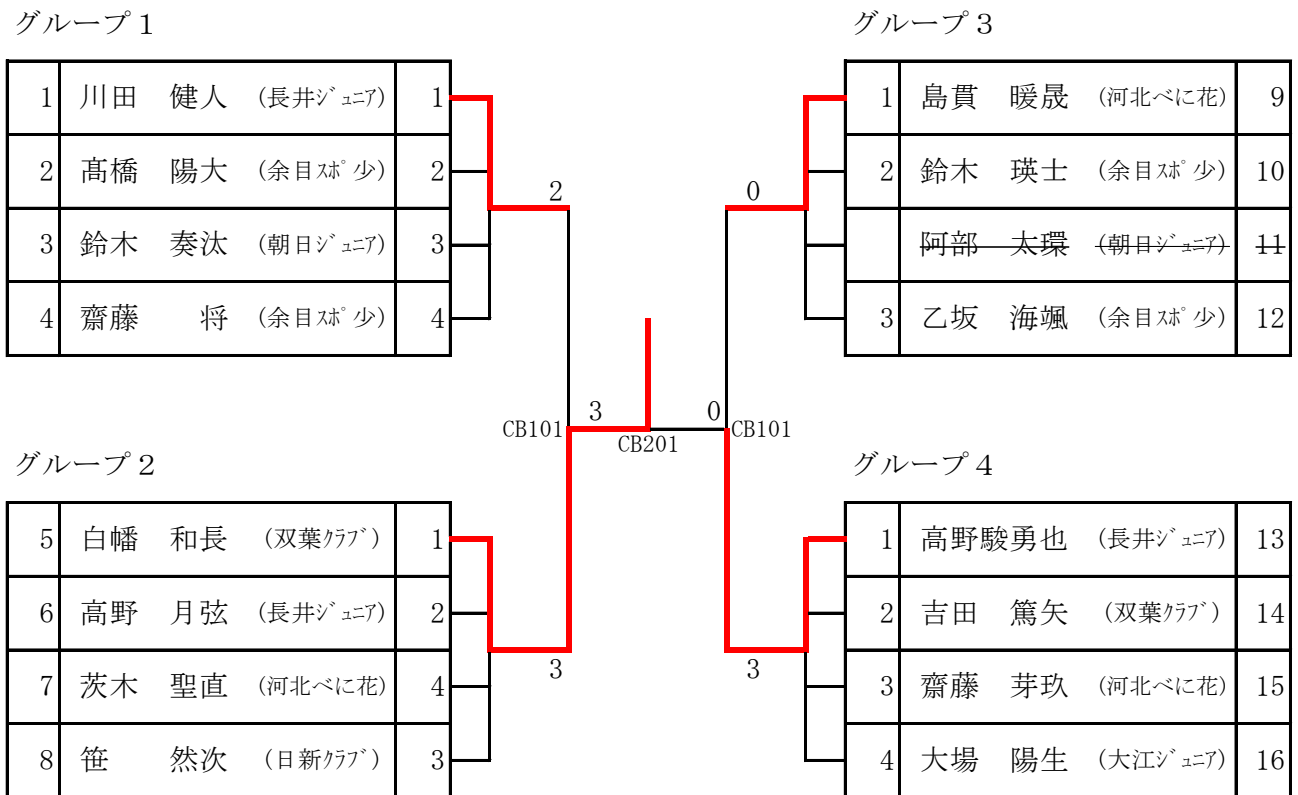 グループ１
1 川田　健人 (長井ｼﾞｭﾆｱ) 1
2 髙橋　陽大 (余目ｽﾎﾟ少) 2
3 鈴木　奏汰 (朝日ｼﾞｭﾆｱ) 3
4 齋藤　　将 (余目ｽﾎﾟ少) 4
グループ３
1 島貫　暖晟 (河北べに花) 9
2 鈴木　瑛士 (余目ｽﾎﾟ少) 10
阿部　太環 (朝日ｼﾞｭﾆｱ) 11
3 乙坂　海颯 (余目ｽﾎﾟ少) 12
2
0
3
0
CB101
CB201
CB101
グループ２
5 白幡　和長 (双葉ｸﾗﾌﾞ) 1
6 高野　月弦 (長井ｼﾞｭﾆｱ) 2
7 茨木　聖直 (河北べに花) 4
8 笹　　然次 (日新ｸﾗﾌﾞ) 3
グループ４
1 高野駿勇也 (長井ｼﾞｭﾆｱ) 13
2 吉田　篤矢 (双葉ｸﾗﾌﾞ) 14
3 齋藤　芽玖 (河北べに花) 15
4 大場　陽生 (大江ｼﾞｭﾆｱ) 16
3
3